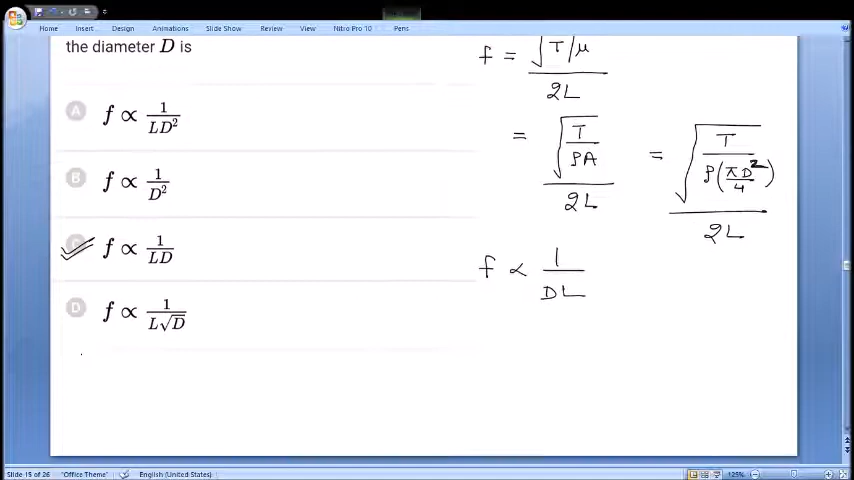 Home Insert Design Animations Slide Show Review View Nitro Pro 10 Pens
the diameter D is
A f ∝ 1/(LD²)
B f ∝ 1/D²
C f ∝ 1/(LD)
D f ∝ 1/(L√D)
f = √(T/μ) / 2L
= √(T/(ρA)) / 2L = √(T/(ρ(πD²/4))) / 2L
f ∝ 1/(DL)
Slide 15 of 26 "Office Theme" English (United States) 125%